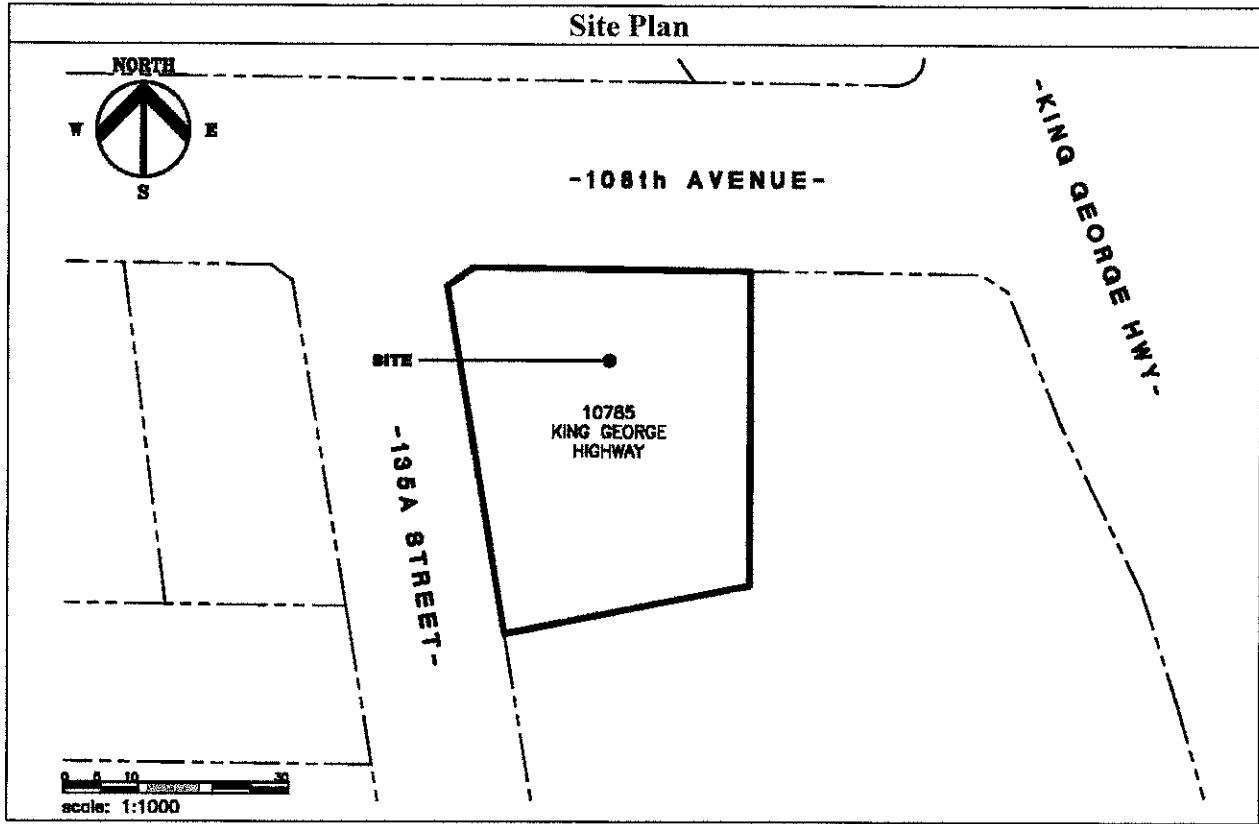 Site Plan
NORTH
W E
S
-108th AVENUE-
-KING GEORGE HWY-
SITE
10785
KING GEORGE
HIGHWAY
-135A STREET-
0 5 10 30
scale: 1:1000